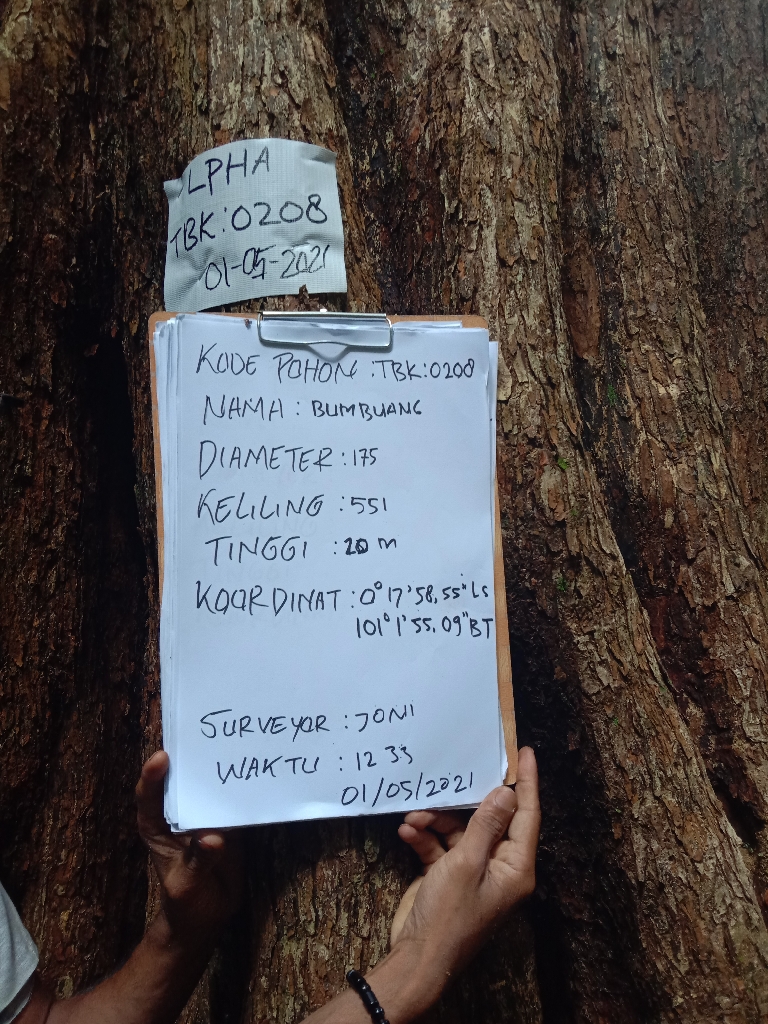 LPHA
TBK:0208
01-05-2021
KODE POHON : TBK:0208
NAMA : BUMBUANG
DIAMETER : 175
KELILING : 551
TINGGI : 20 m
KOORDINAT : 0° 17' 58,55" LS
101° 1' 55.09" BT
SURVEYOR : JONI
WAKTU : 12 33
01/05/2021